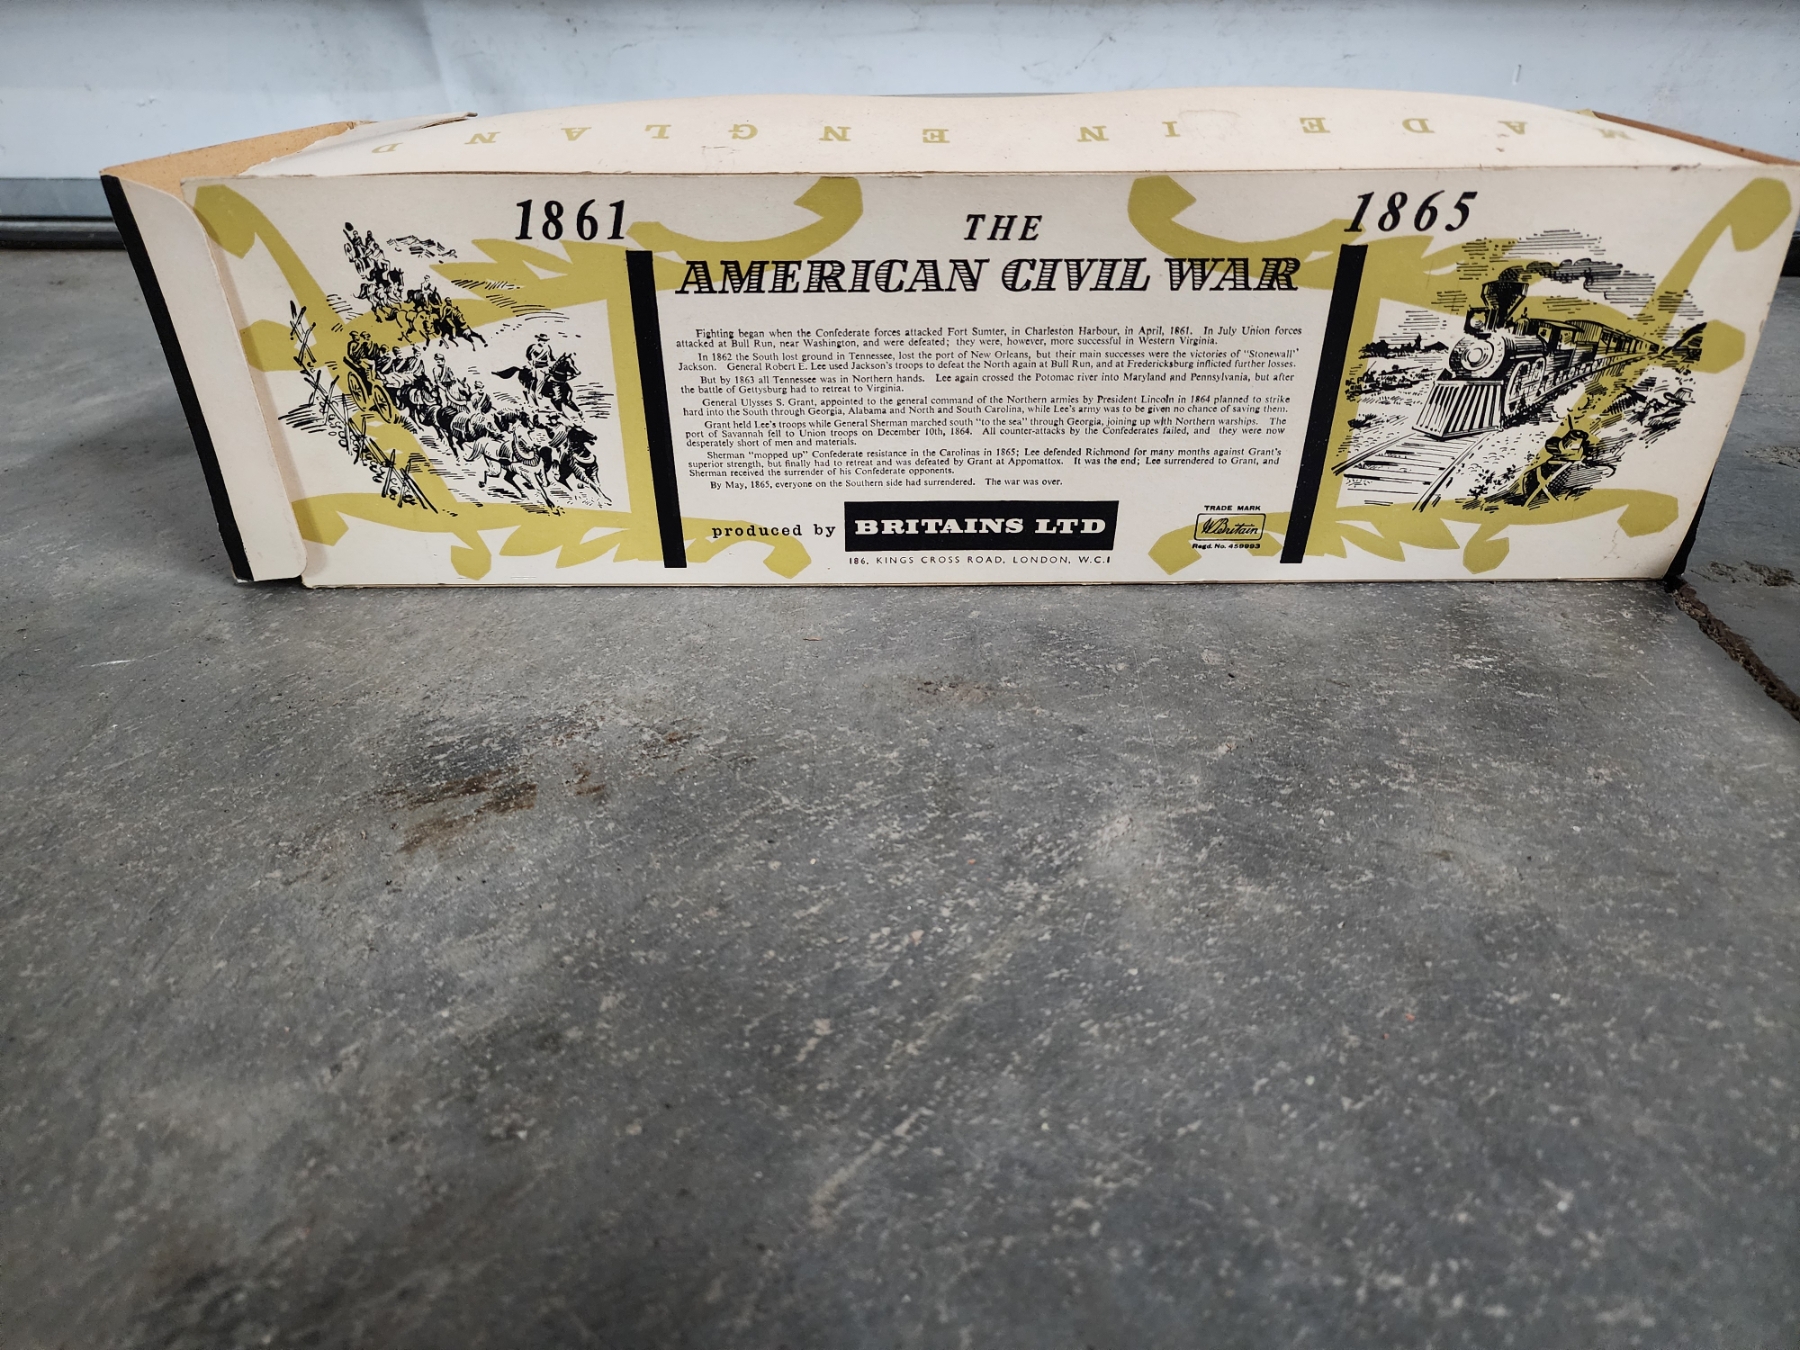 MADE IN ENGLAND
1861
1865
THE
AMERICAN CIVIL WAR
Fighting began when the Confederate forces attacked Fort Sumter, in Charleston Harbour, in April, 1861. In July Union forces
attacked at Bull Run, near Washington, and were defeated; they were, however, more successful in Western Virginia.
In 1862 the South lost ground in Tennessee, lost the port of New Orleans, but their main successes were the victories of "Stonewall"
Jackson. General Robert E. Lee used Jackson's troops to defeat the North again at Bull Run, and at Fredericksburg inflicted further losses.
But by 1863 all Tennessee was in Northern hands. Lee again crossed the Potomac river into Maryland and Pennsylvania, but after
the battle of Gettysburg had to retreat to Virginia.
General Ulysses S. Grant, appointed to the general command of the Northern armies by President Lincoln in 1864 planned to strike
hard into the South through Georgia, Alabama and North and South Carolina, while Lee's army was to be given no chance of saving them.
Grant held Lee's troops while General Sherman marched south "to the sea" through Georgia, joining up with Northern warships. The
port of Savannah fell to Union troops on December 10th, 1864. All counter-attacks by the Confederates failed, and they were now
desperately short of men and materials.
Sherman "mopped up" Confederate resistance in the Carolinas in 1865; Lee defended Richmond for many months against Grant's
superior strength, but finally had to retreat and was defeated by Grant at Appomattox. It was the end; Lee surrendered to Grant, and
Sherman received the surrender of his Confederate opponents.
By May, 1865, everyone on the Southern side had surrendered. The war was over.
produced by BRITAINS LTD
186, KINGS CROSS ROAD, LONDON, W.C.1
TRADE MARK
W. Britain
Regd. No. 459993